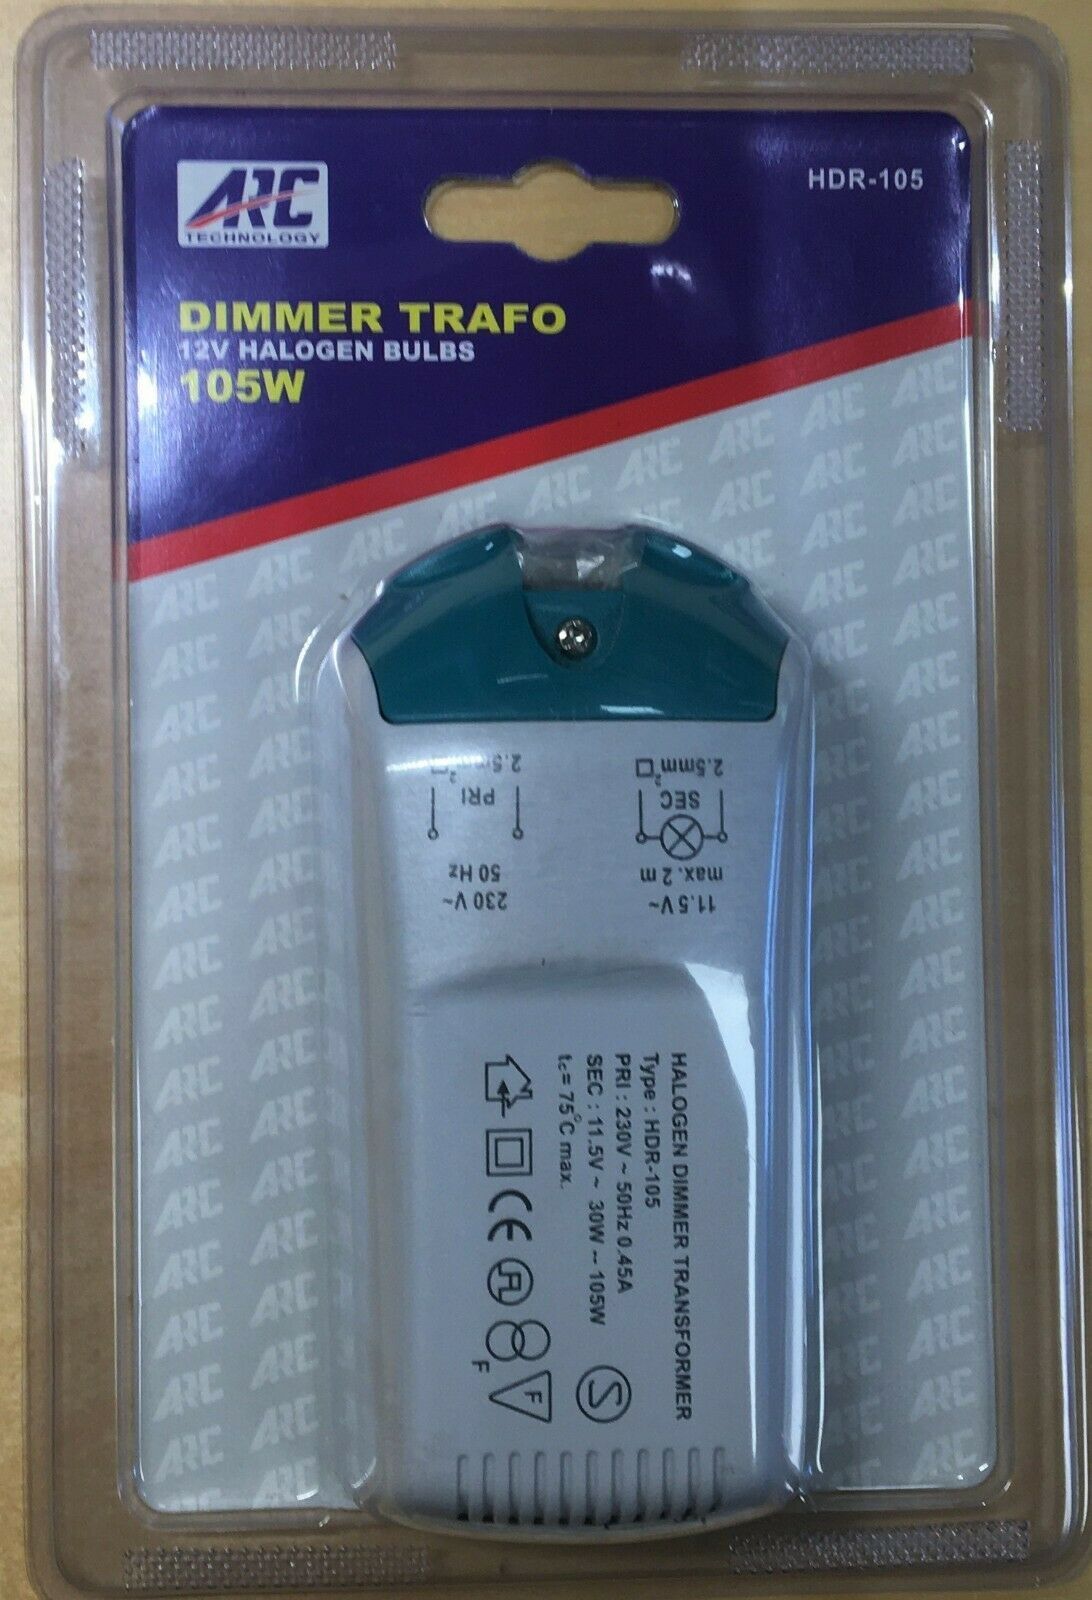 ARC
TECHNOLOGY
HDR-105
DIMMER TRAFO
12V HALOGEN BULBS
105W
2.5mm²
PRI
230 V~
50 Hz
2.5mm²
SEC
max. 2 m
11.5V~
HALOGEN DIMMER TRANSFORMER
Type : HDR-105
PRI : 230V ~ 50Hz 0.45A
SEC : 11.5V ~ 30W -- 105W
tc= 75°C max.
S
CE
F
F